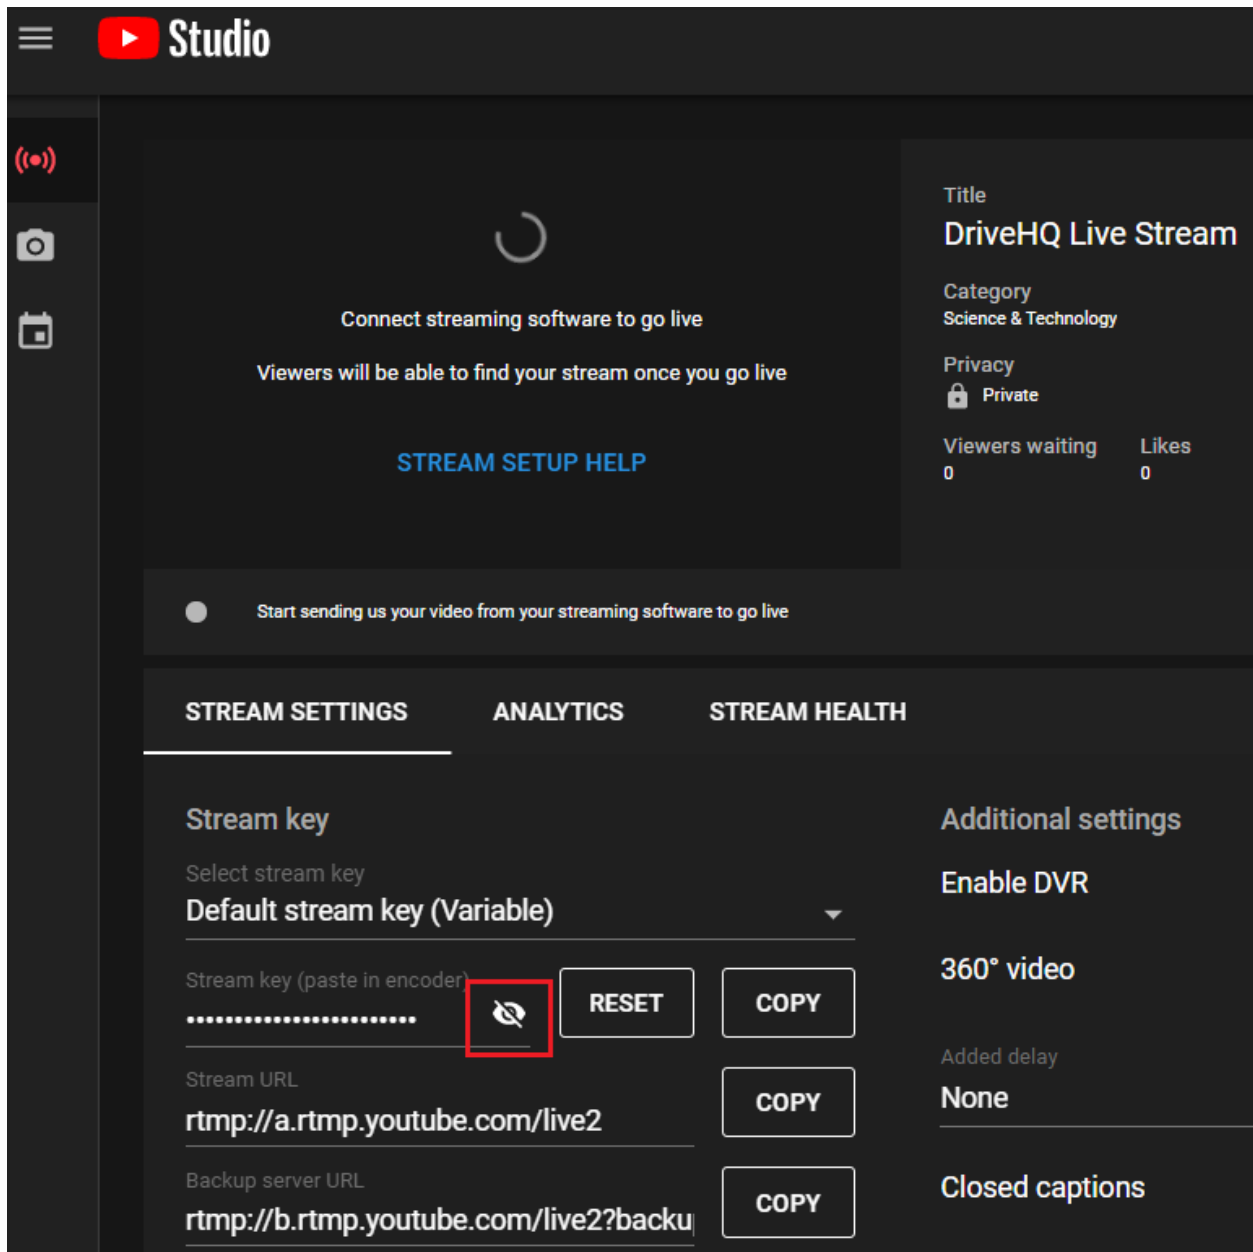 Studio
Connect streaming software to go live
Viewers will be able to find your stream once you go live
STREAM SETUP HELP
Title
DriveHQ Live Stream
Category
Science & Technology
Privacy
Private
Viewers waiting Likes
0 0
Start sending us your video from your streaming software to go live
STREAM SETTINGS ANALYTICS STREAM HEALTH
Stream key
Select stream key
Default stream key (Variable)
Stream key (paste in encoder)
•••••••••••••••••••••••• RESET COPY
Stream URL
rtmp://a.rtmp.youtube.com/live2 COPY
Backup server URL
rtmp://b.rtmp.youtube.com/live2?backu COPY
Additional settings
Enable DVR
360° video
Added delay
None
Closed captions